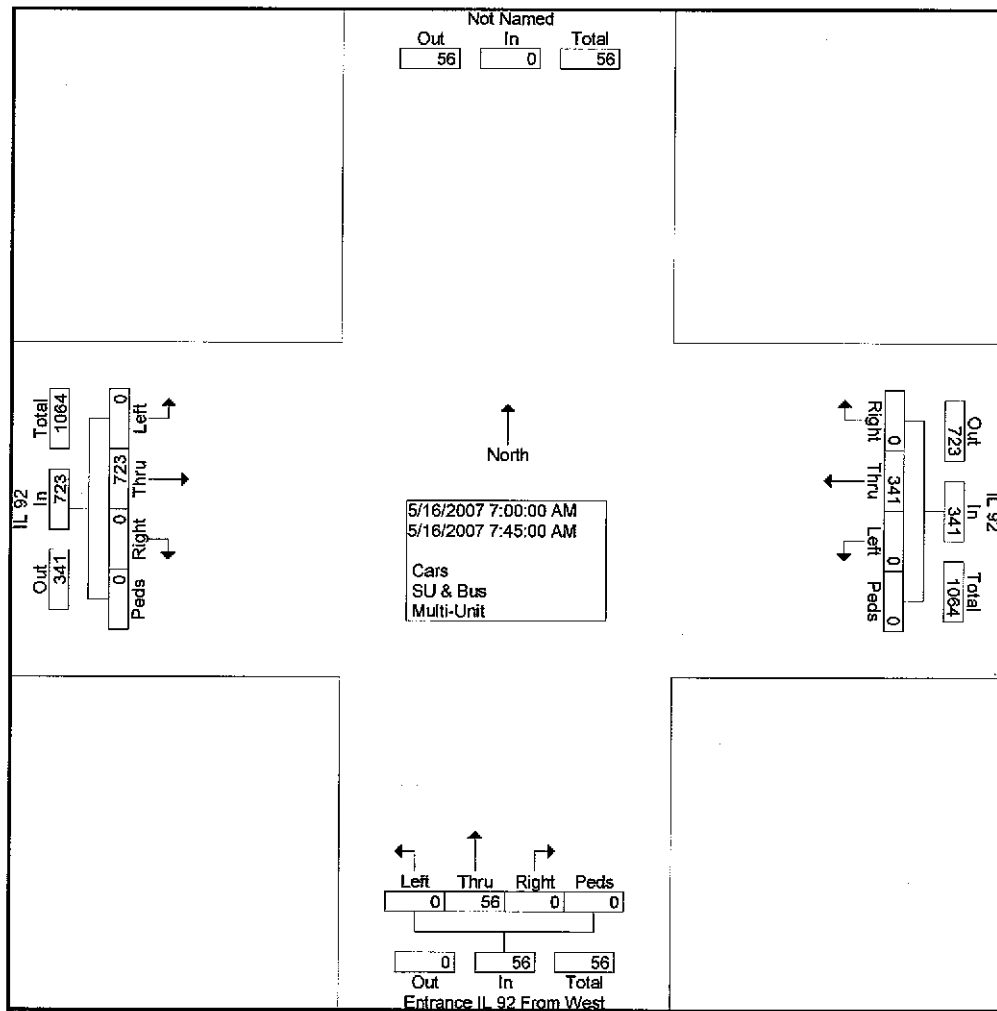 Not Named
Out In Total
56 0 56
Total In Out
1064 723 341
IL 92
0 723 0 0
Left Thru Right Peds
North
5/16/2007 7:00:00 AM
5/16/2007 7:45:00 AM
Cars
SU & Bus
Multi-Unit
Right Thru Left Peds
0 341 0 0
Out In Total
723 341 1064
IL 92
Left Thru Right Peds
0 56 0 0
0 56 56
Out In Total
Entrance IL 92 From West